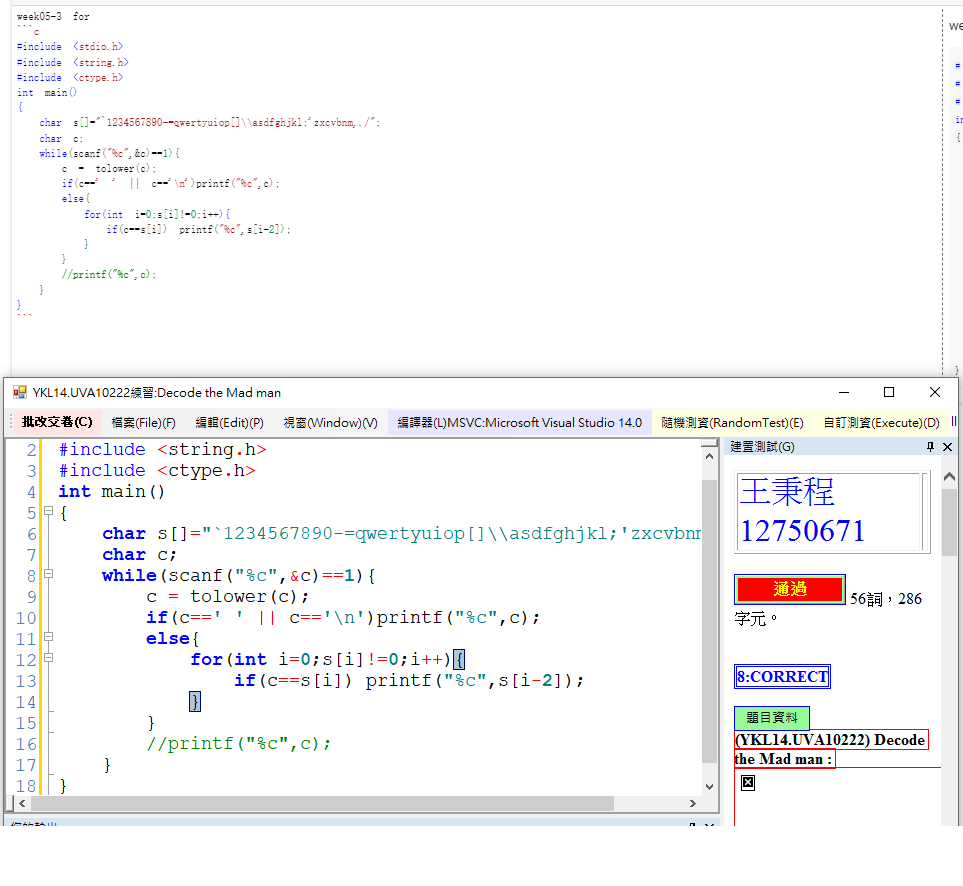 week05-3 for
```c
#include <stdio.h>
#include <string.h>
#include <ctype.h>
int main()
{
char s[]="`1234567890-=qwertyuiop[]\\asdfghjkl;'zxcvbnm,./";
char c;
while(scanf("%c",&c)==1){
c = tolower(c);
if(c==' ' || c=='\n')printf("%c",c);
else{
for(int i=0;s[i]!=0;i++){
if(c==s[i]) printf("%c",s[i-2]);
}
}
//printf("%c",c);
}
}
```
we
#
#
#
in
{
}
YKL14.UVA10222練習:Decode the Mad man
批改交卷(C) 檔案(File)(F) 編輯(Edit)(P) 視窗(Window)(V) 編譯器(L)MSVC:Microsoft Visual Studio 14.0 隨機測資(RandomTest)(E) 自訂測資(Execute)(D)
2 #include <string.h>
3 #include <ctype.h>
4 int main()
5 {
6 char s[]="`1234567890-=qwertyuiop[]\\asdfghjkl;'zxcvbnm
7 char c;
8 while(scanf("%c",&c)==1){
9 c = tolower(c);
10 if(c==' ' || c=='\n')printf("%c",c);
11 else{
12 for(int i=0;s[i]!=0;i++){
13 if(c==s[i]) printf("%c",s[i-2]);
14 }
15 }
16 //printf("%c",c);
17 }
18 }
建置測試(G)
王秉程
12750671
通過 56詞，286
字元。
8:CORRECT
題目資料
(YKL14.UVA10222) Decode
the Mad man :